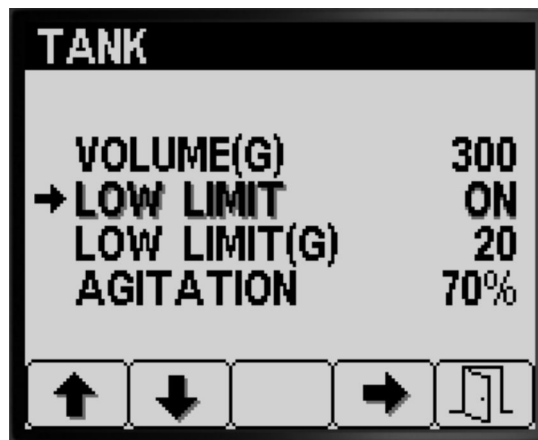 TANK
VOLUME(G) 300
LOW LIMIT ON
LOW LIMIT(G) 20
AGITATION 70%